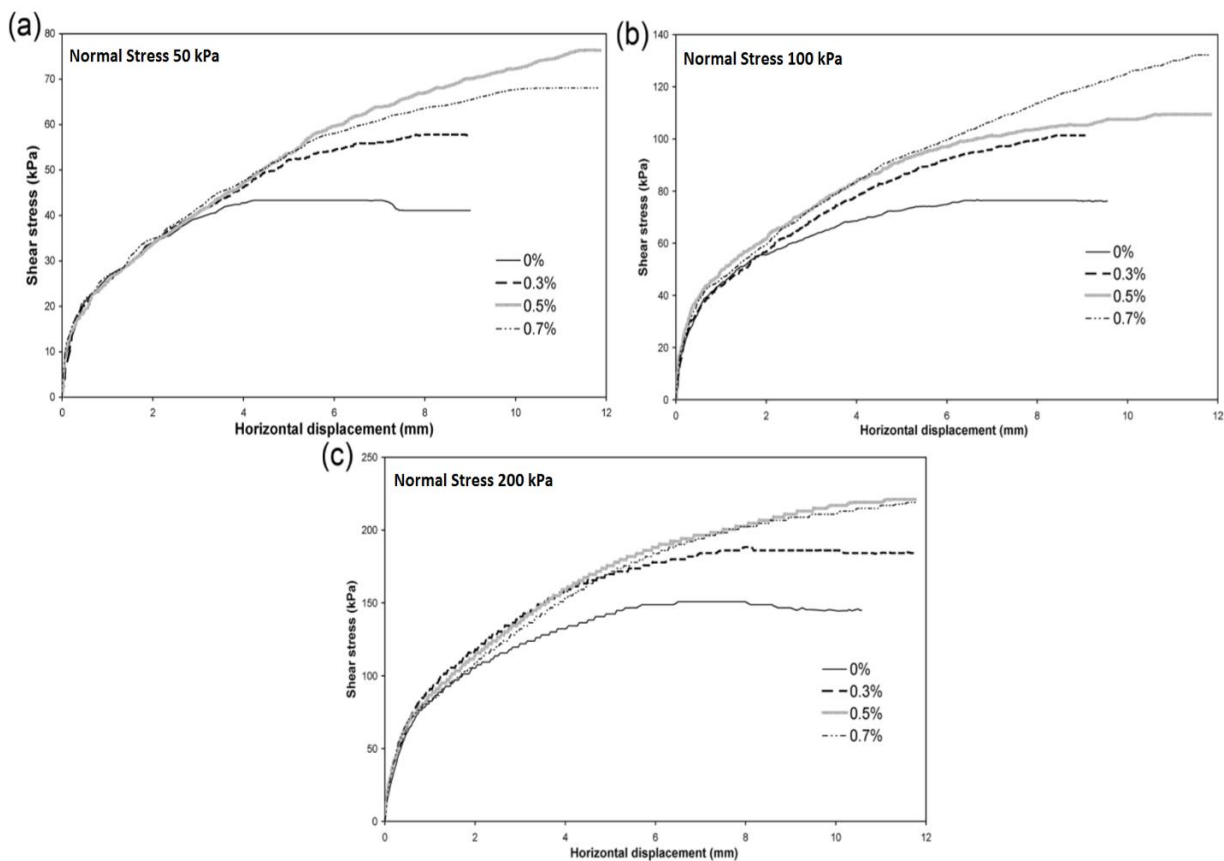 (a)
Normal Stress 50 kPa
80
70
60
50
40
30
20
10
0
Shear stress (kPa)
0 2 4 6 8 10 12
Horizontal displacement (mm)
0%
0.3%
0.5%
0.7%
(b)
Normal Stress 100 kPa
140
120
100
80
60
40
20
0
Shear stress (kPa)
0 2 4 6 8 10 12
Horizontal displacement (mm)
0%
0.3%
0.5%
0.7%
(c)
Normal Stress 200 kPa
250
200
150
100
50
0
Shear stress (kPa)
0 2 4 6 8 10 12
Horizontal displacement (mm)
0%
0.3%
0.5%
0.7%